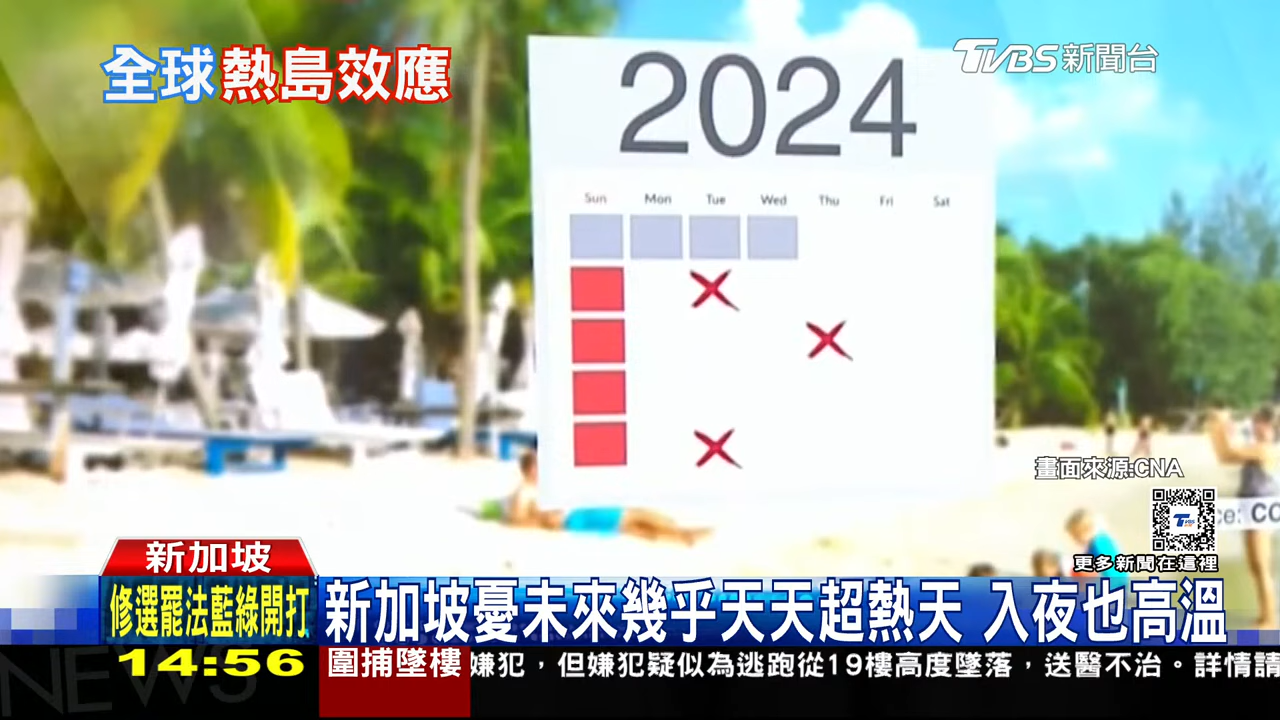 全球熱島效應
TVBS新聞台
2024
Sun Mon Tue Wed Thu Fri Sat
畫面來源:CNA
ce: CC
TVBS
更多新聞在這裡
新加坡
修選罷法藍綠開打
新加坡憂未來幾乎天天超熱天 入夜也高溫
NEWS
14:56
圍捕墜樓 嫌犯，但嫌犯疑似為逃跑從19樓高度墜落，送醫不治。詳情請